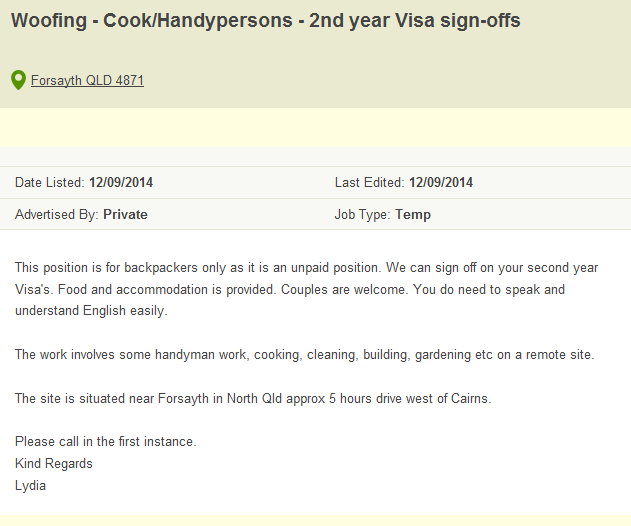 Woofing - Cook/Handypersons - 2nd year Visa sign-offs
Forsayth QLD 4871
Date Listed: 12/09/2014 Last Edited: 12/09/2014
Advertised By: Private Job Type: Temp
This position is for backpackers only as it is an unpaid position. We can sign off on your second year
Visa's. Food and accommodation is provided. Couples are welcome. You do need to speak and
understand English easily.
The work involves some handyman work, cooking, cleaning, building, gardening etc on a remote site.
The site is situated near Forsayth in North Qld approx 5 hours drive west of Cairns.
Please call in the first instance.
Kind Regards
Lydia